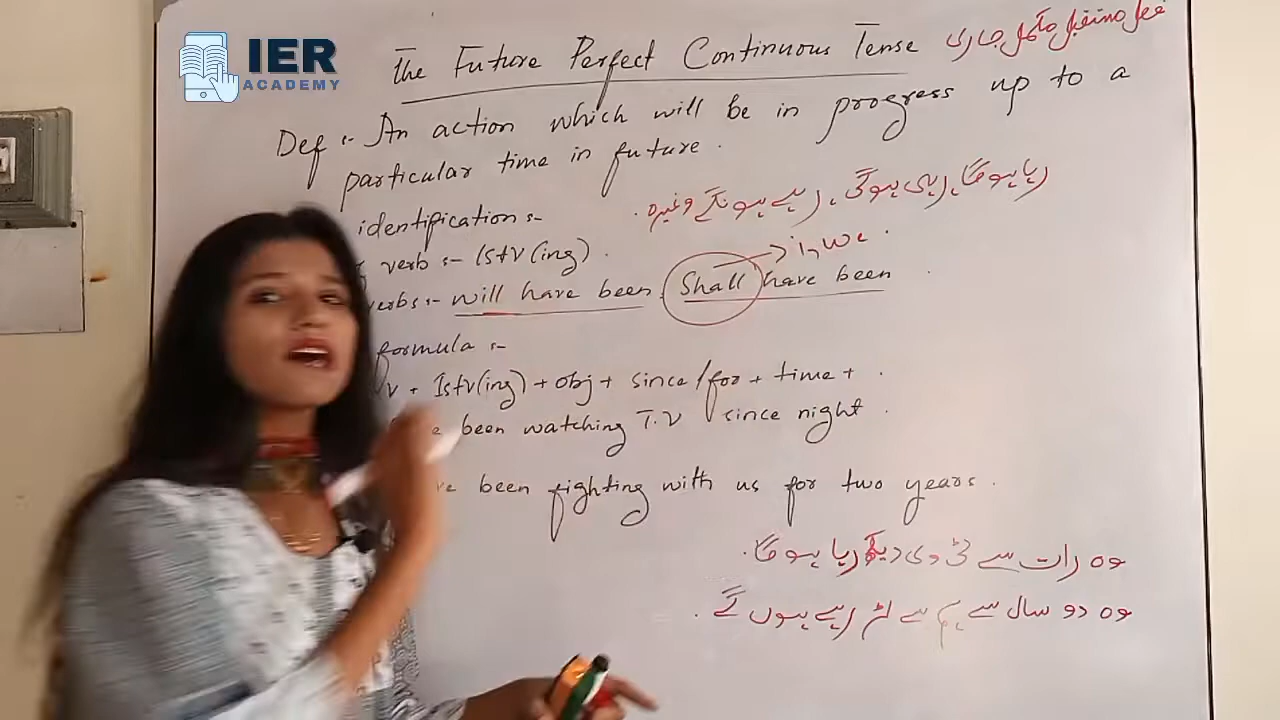 IER
ACADEMY
The Future Perfect Continuous Tense فعل مستقبل مکمل جاری
Def :- An action which will be in progress up to a
particular time in future.
identification :- رہا ہوگا، رہی ہوگی، رہے ہونگے وغیرہ.
verb :- Istv (ing).
i, we.
verbs :- will have been. Shall have been.
formula :-
v + Istv(ing) + obj + since/for + time + .
been watching T.V since night.
been fighting with us for two years.
وہ رات سے ٹی وی دیکھ رہا ہوگا.
وہ دو سال سے ہم سے لڑ رہے ہوں گے.